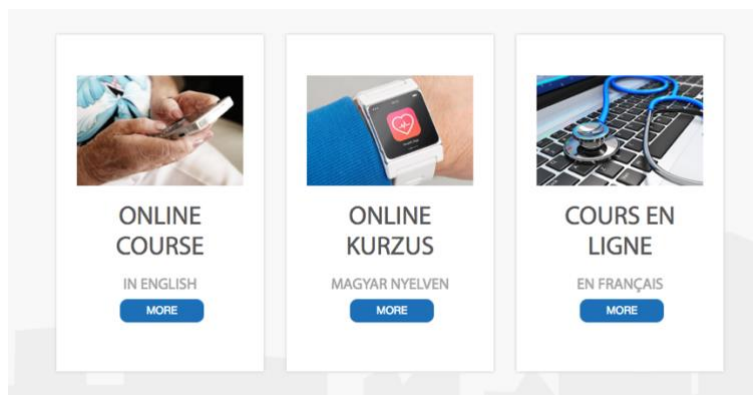 ONLINE
COURSE
IN ENGLISH
MORE
ONLINE
KURZUS
MAGYAR NYELVEN
MORE
COURS EN
LIGNE
EN FRANÇAIS
MORE